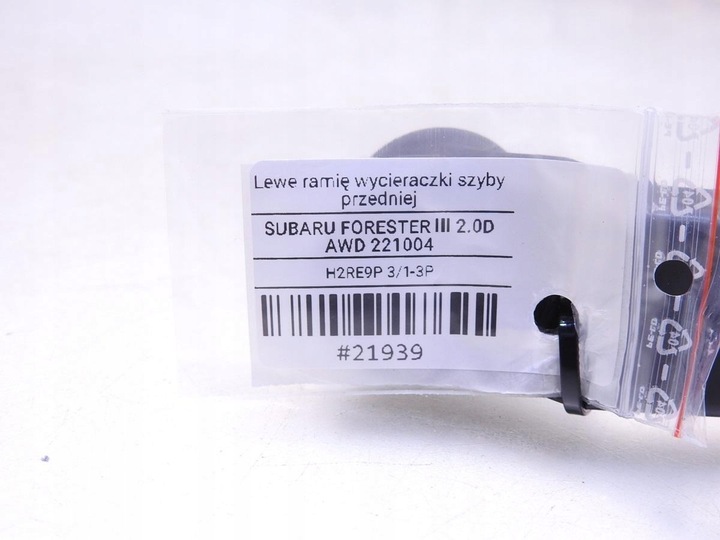 Lewe ramię wycieraczki szyby
przedniej
SUBARU FORESTER III 2.0D
AWD 221004
H2RE9P 3/1-3P
#21939